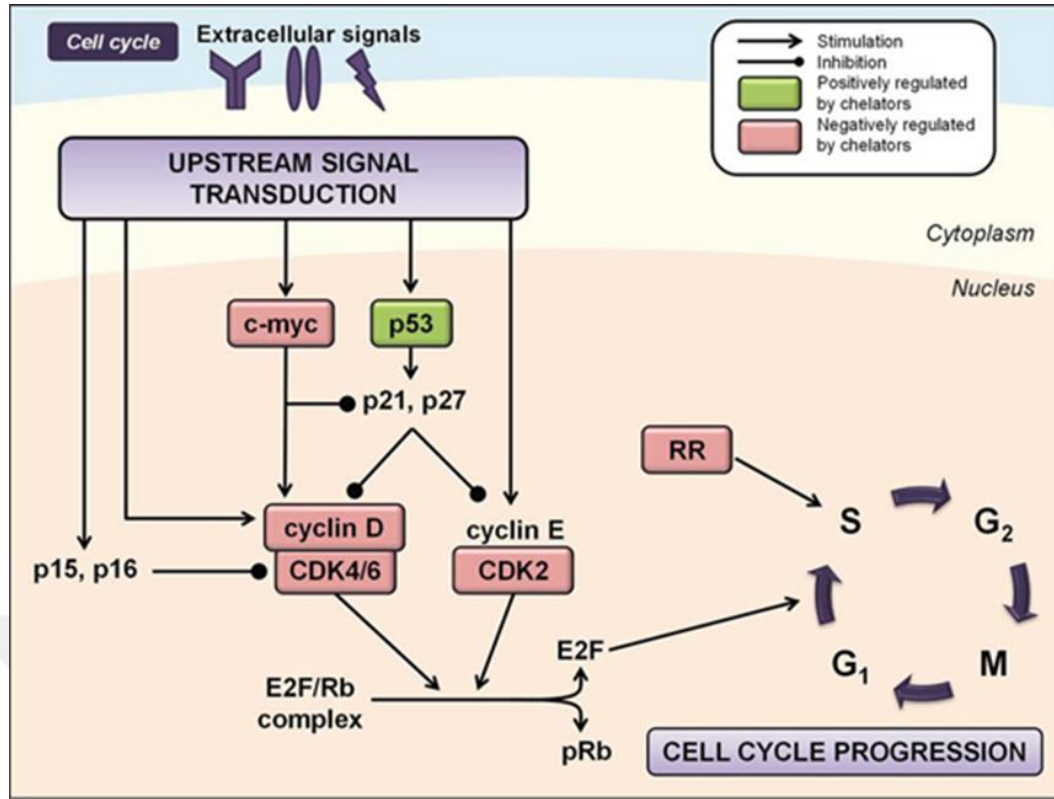 Cell cycle
Extracellular signals
Stimulation
Inhibition
Positively regulated
by chelators
Negatively regulated
by chelators
UPSTREAM SIGNAL
TRANSDUCTION
Cytoplasm
Nucleus
c-myc
p53
p21, p27
RR
cyclin D
cyclin E
S
G2
p15, p16
CDK4/6
CDK2
E2F
G1
M
E2F/Rb
complex
pRb
CELL CYCLE PROGRESSION